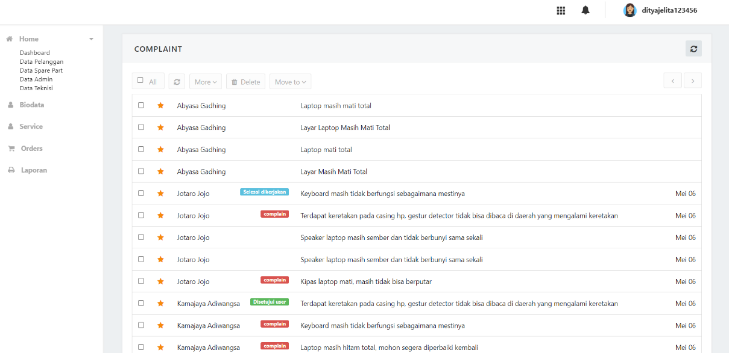 dityajelita123456
Home
Dashboard
Data Pelanggan
Data Spare Part
Data Admin
Data Teknisi
Biodata
Service
Orders
Laporan
COMPLAINT
All More Delete Move to
Abyasa Gadhing Laptop masih mati total
Abyasa Gadhing Layar Laptop Masih Mati Total
Abyasa Gadhing Laptop mati total
Abyasa Gadhing Layar Masih Mati Total
Jotaro Jojo Selesai dikerjakan Keyboard masih tidak berfungsi sebagaimana mestinya Mei 06
Jotaro Jojo complain Terdapat keretakan pada casing hp. gestur detector tidak bisa dibaca di daerah yang mengalami keretakan Mei 06
Jotaro Jojo Speaker laptop masih sember dan tidak berbunyi sama sekali Mei 06
Jotaro Jojo Speaker laptop masih sember dan tidak berbunyi sama sekali Mei 06
Jotaro Jojo complain Kipas laptop mati, masih tidak bisa berputar Mei 06
Kamajaya Adiwangsa Disetujui user Terdapat keretakan pada casing hp. gestur detector tidak bisa dibaca di daerah yang mengalami keretakan Mei 06
Kamajaya Adiwangsa complain Keyboard masih tidak berfungsi sebagaimana mestinya Mei 06
Kamajaya Adiwangsa complain Laptop masih hitam total, mohon segera diperbaiki kembali Mei 06